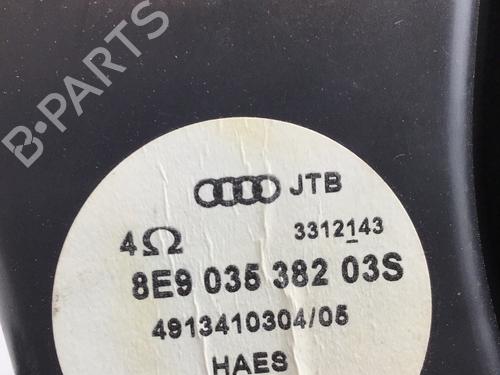 B-PARTS
JTB
4Ω 3312143
8E9 035 382 03S
4913410304/05
HAES